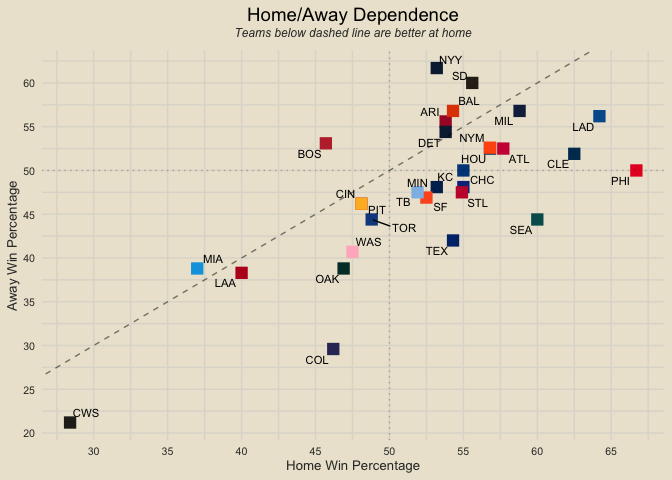 Home/Away Dependence
Teams below dashed line are better at home
Away Win Percentage
60
55
50
45
40
35
30
25
20
NYY
SD
BAL
ARI
MIL
LAD
DET
NYM
BOS
HOU
ATL
CLE
PHI
KC
MIN
CHC
CIN
TB
SF
STL
PIT
TOR
SEA
WAS
TEX
MIA
OAK
LAA
COL
CWS
30 35 40 45 50 55 60 65
Home Win Percentage